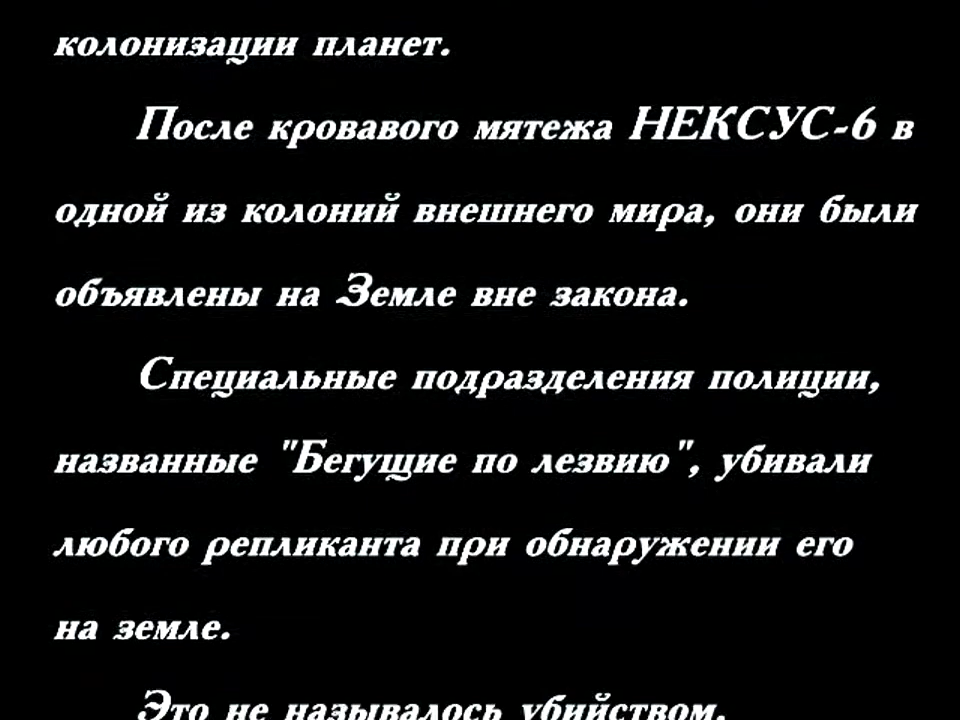 колонизации планет.
После кровавого мятежа НЕКСУС-6 в
одной из колоний внешнего мира, они были
объявлены на Земле вне закона.
Специальные подразделения полиции,
названные "Бегущие по лезвию", убивали
любого репликанта при обнаружении его
на земле.
Это не называлось убийством.